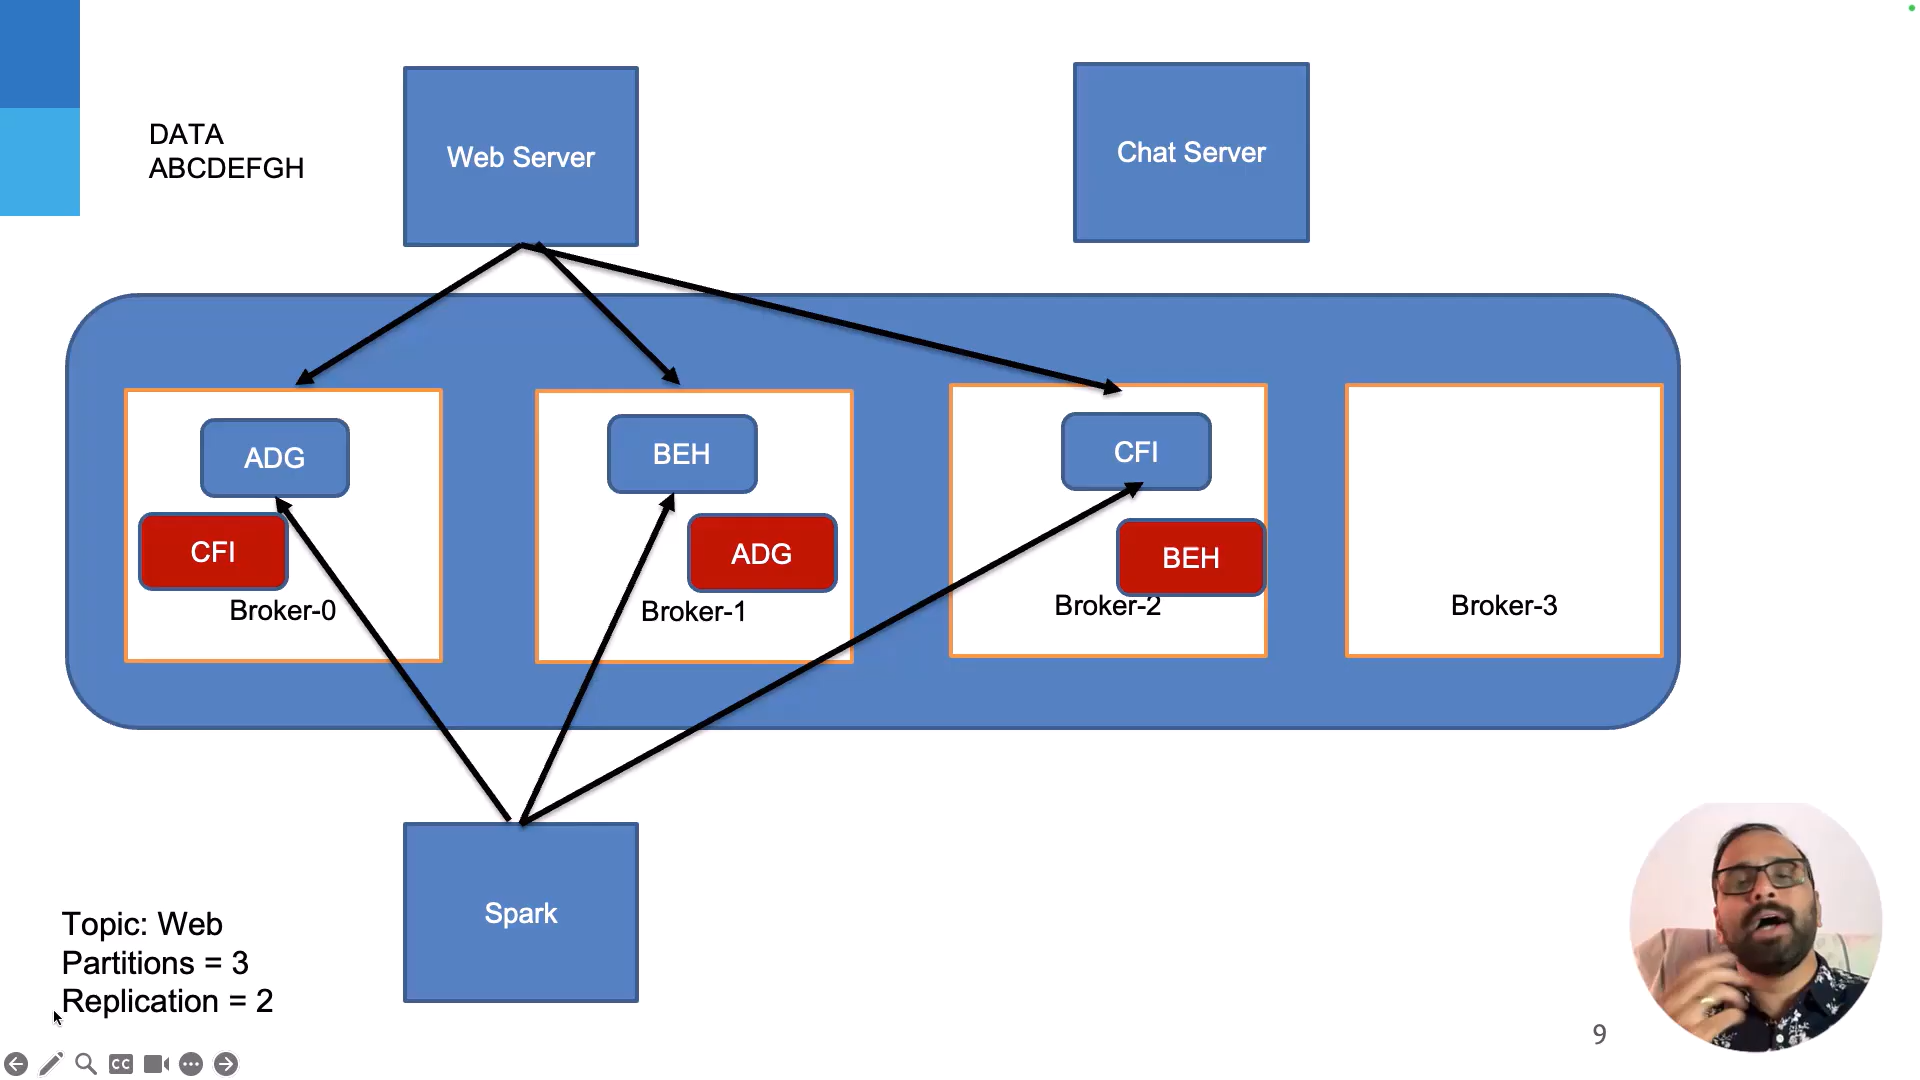 DATA
ABCDEFGH
Web Server
Chat Server
ADG
CFI
Broker-0
BEH
ADG
Broker-1
CFI
BEH
Broker-2
Broker-3
Spark
Topic: Web
Partitions = 3
Replication = 2
9
CC